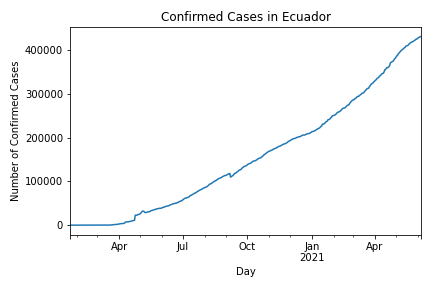 Confirmed Cases in Ecuador
400000
300000
200000
100000
0
Number of Confirmed Cases
Apr Jul Oct Jan Apr
2021
Day